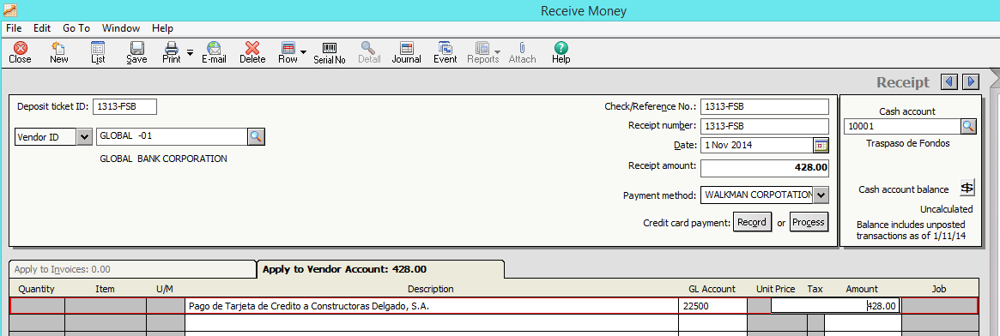 Receive Money
File Edit Go To Window Help
Close New List Save Print E-mail Delete Row Serial No Detail Journal Event Reports Attach Help
Receipt
Deposit ticket ID: 1313-FSB
Vendor ID GLOBAL -01
GLOBAL BANK CORPORATION
Check/Reference No.: 1313-FSB
Receipt number: 1313-FSB
Date: 1 Nov 2014
Receipt amount: 428.00
Payment method: WALKMAN CORPOTATION
Credit card payment: Record or Process
Cash account
10001
Traspaso de Fondos
Cash account balance
Uncalculated
Balance includes unposted
transactions as of 1/11/14
Apply to Invoices: 0.00 Apply to Vendor Account: 428.00
Quantity Item U/M Description GL Account Unit Price Tax Amount Job
Pago de Tarjeta de Credito a Constructoras Delgado, S.A. 22500 428.00